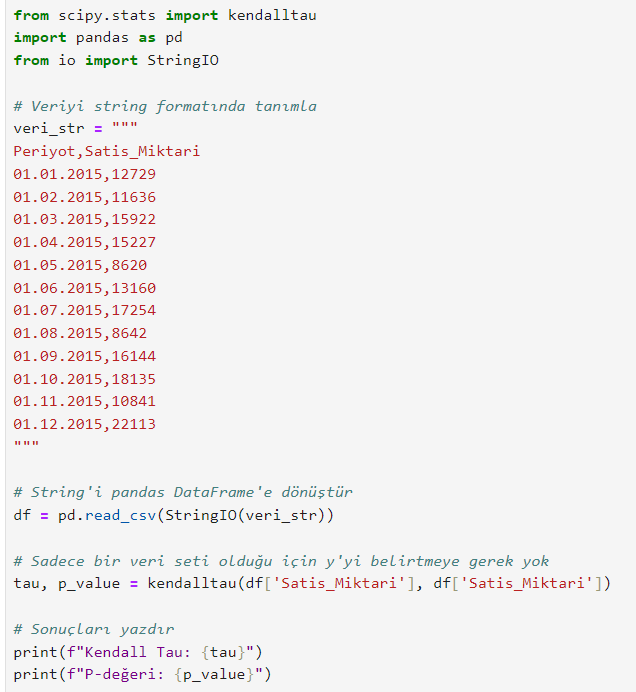 from scipy.stats import kendalltau
import pandas as pd
from io import StringIO

# Veriyi string formatında tanımla
veri_str = """
Periyot,Satis_Miktari
01.01.2015,12729
01.02.2015,11636
01.03.2015,15922
01.04.2015,15227
01.05.2015,8620
01.06.2015,13160
01.07.2015,17254
01.08.2015,8642
01.09.2015,16144
01.10.2015,18135
01.11.2015,10841
01.12.2015,22113
"""

# String'i pandas DataFrame'e dönüştür
df = pd.read_csv(StringIO(veri_str))

# Sadece bir veri seti olduğu için y'yi belirtmeye gerek yok
tau, p_value = kendalltau(df['Satis_Miktari'], df['Satis_Miktari'])

# Sonuçları yazdır
print(f"Kendall Tau: {tau}")
print(f"P-değeri: {p_value}")